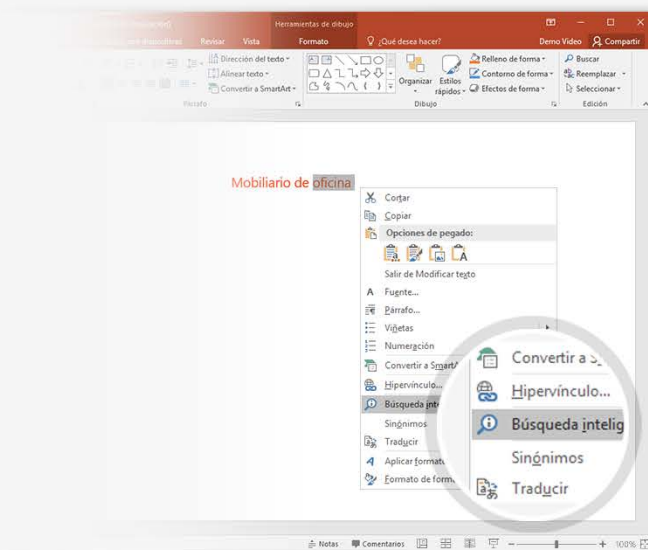 Herramientas de dibujo
Revisar Vista Formato ¿Qué desea hacer? Demo Video Compartir
Dirección del texto
Alinear texto
Convertir a SmartArt
Organizar
Estilos rápidos
Relleno de forma
Contorno de forma
Efectos de forma
Buscar
Reemplazar
Seleccionar
Párrafo Dibujo Edición
Mobiliario de oficina
Cortar
Copiar
Opciones de pegado:
Salir de Modificar texto
Fuente...
Párrafo...
Viñetas
Numeración
Convertir a SmartA
Hipervínculo...
Búsqueda inte
Sinónimos
Traducir
Aplicar formato
Formato de form
Convertir a S
Hipervínculo...
Búsqueda intelig
Sinónimos
Traducir
Notas Comentarios 100%